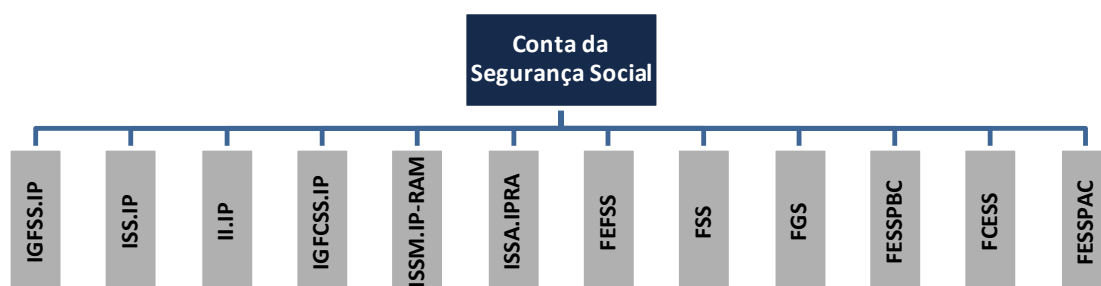 Conta da
Segurança Social
IGFSS.IP
ISS.IP
II.IP
IGFCSS.IP
ISSM.IP-RAM
ISSA.IPRA
FEFSS
FSS
FGS
FESSPBC
FCESS
FESSPAC